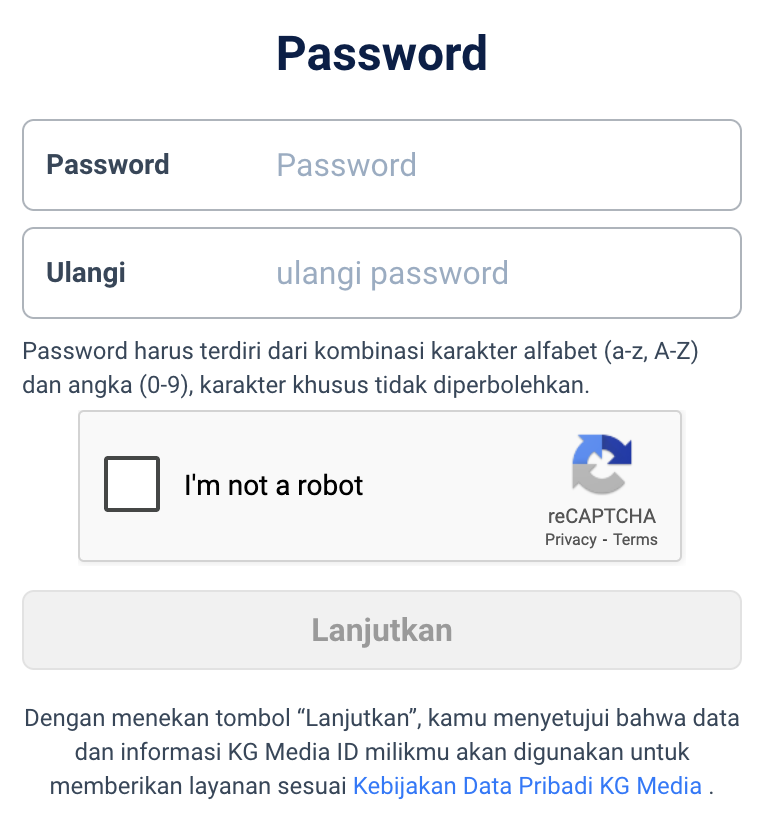 Password
Password Password
Ulangi ulangi password
Password harus terdiri dari kombinasi karakter alfabet (a-z, A-Z)
dan angka (0-9), karakter khusus tidak diperbolehkan.
I'm not a robot
reCAPTCHA
Privacy - Terms
Lanjutkan
Dengan menekan tombol “Lanjutkan”, kamu menyetujui bahwa data
dan informasi KG Media ID milikmu akan digunakan untuk
memberikan layanan sesuai Kebijakan Data Pribadi KG Media .